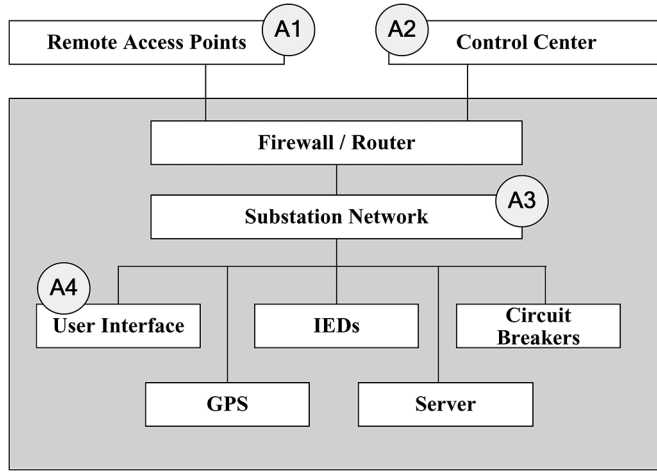 Remote Access Points
A1
A2
Control Center
Firewall / Router
Substation Network
A3
A4
User Interface
IEDs
Circuit
Breakers
GPS
Server